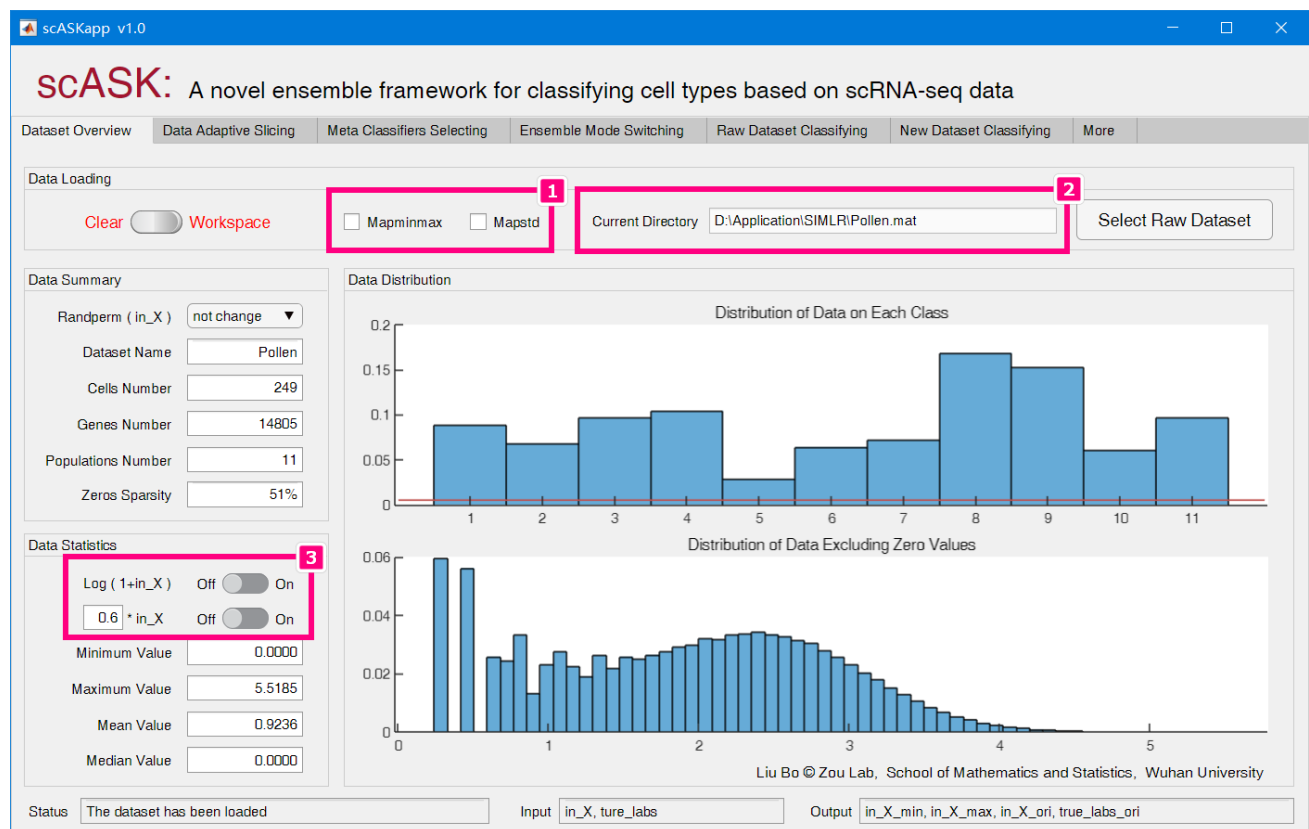 scASKapp v1.0
scASK: A novel ensemble framework for classifying cell types based on scRNA-seq data
Dataset Overview Data Adaptive Slicing Meta Classifiers Selecting Ensemble Mode Switching Raw Dataset Classifying New Dataset Classifying More
Data Loading
1
2
Clear Workspace Mapminmax Mapstd Current Directory D:\Application\SIMLR\Pollen.mat Select Raw Dataset
Data Summary
Randperm ( in_X ) not change
Dataset Name Pollen
Cells Number 249
Genes Number 14805
Populations Number 11
Zeros Sparsity 51%
Data Statistics
3
Log ( 1+in_X ) Off On
0.6 * in_X Off On
Minimum Value 0.0000
Maximum Value 5.5185
Mean Value 0.9236
Median Value 0.0000
Data Distribution
Distribution of Data on Each Class
0.2
0.15
0.1
0.05
0
1 2 3 4 5 6 7 8 9 10 11
Distribution of Data Excluding Zero Values
0.06
0.04
0.02
0
0 1 2 3 4 5
Liu Bo © Zou Lab, School of Mathematics and Statistics, Wuhan University
Status The dataset has been loaded Input in_X, ture_labs Output in_X_min, in_X_max, in_X_ori, true_labs_ori